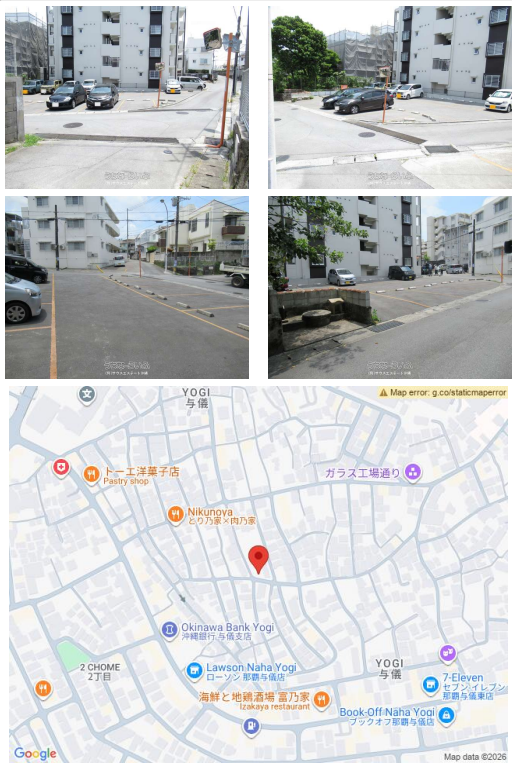 YOGI
与儀
Map error: g.co/staticmaperror
トーエ洋菓子店
Pastry shop
ガラス工場通り
Nikunoya
とり乃家×肉乃家
Okinawa Bank Yogi
沖縄銀行 与儀支店
2 CHOME
2丁目
Lawson Naha Yogi
ローソン 那覇与儀店
YOGI
与儀
海鮮と地鶏酒場 富乃家
Izakaya restaurant
7-Eleven
セブン-イレブン
那覇与儀東店
Book-Off Naha Yogi
ブックオフ那覇与儀店
Google
Map data ©2026